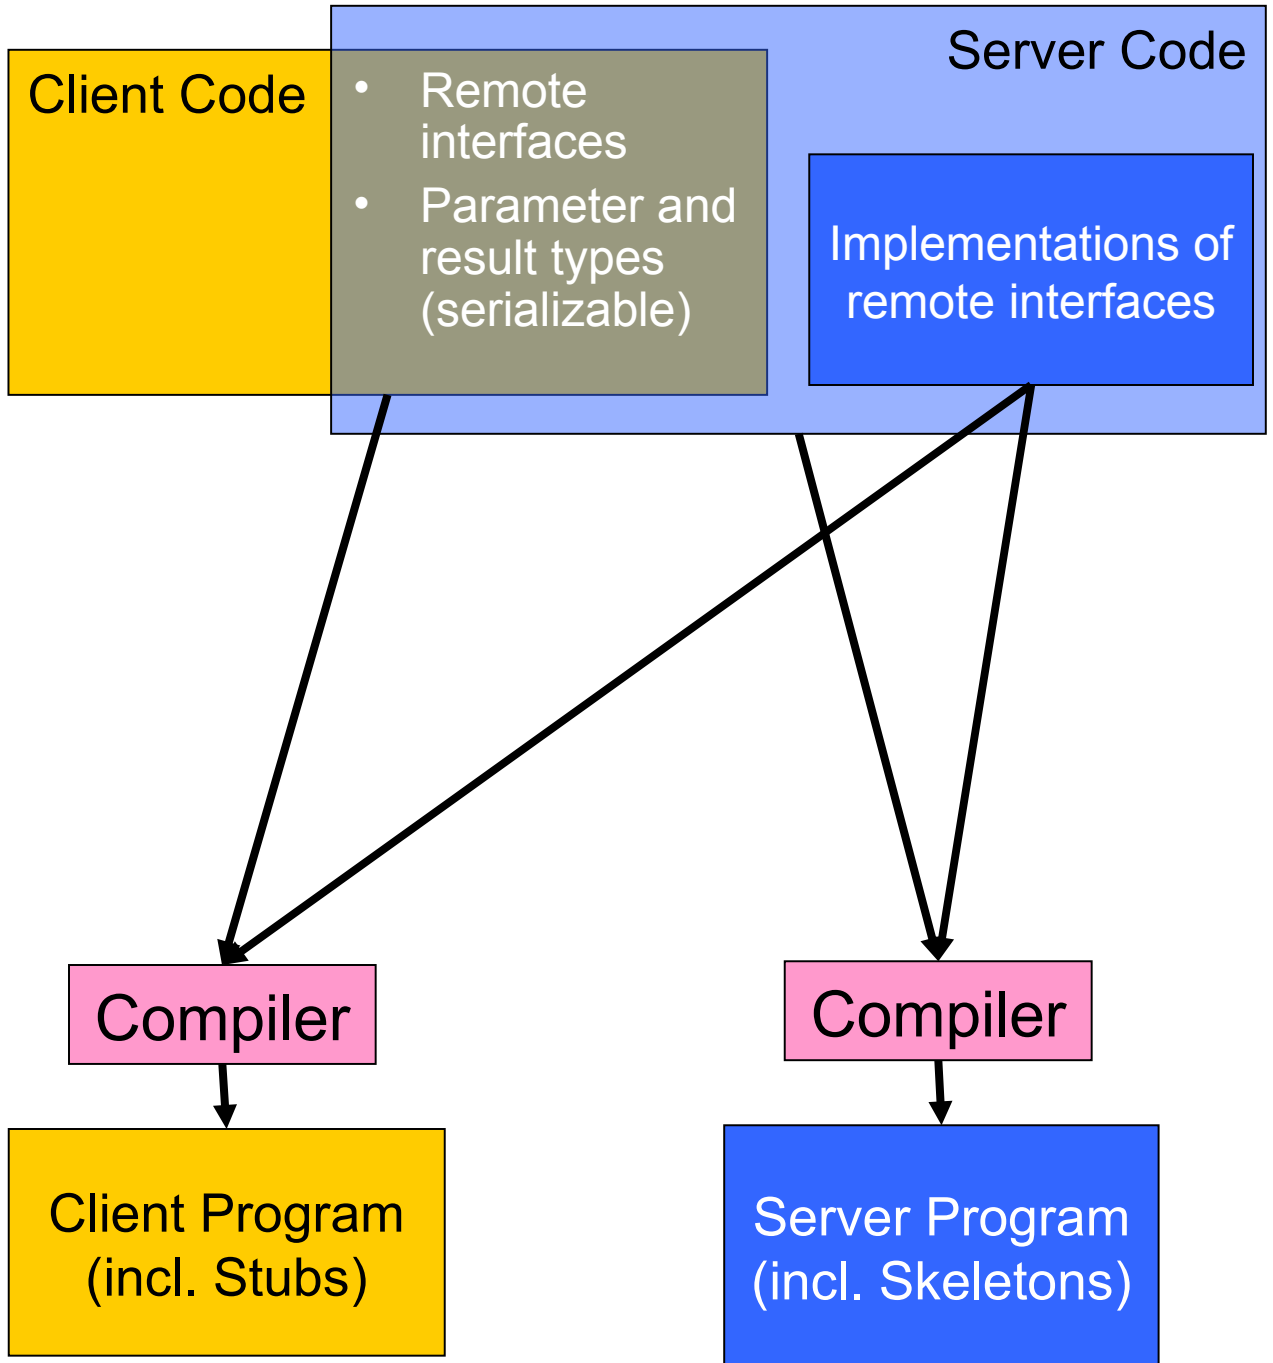 Server Code
Client Code
• Remote
interfaces
• Parameter and
result types
(serializable)
Implementations of
remote interfaces
Compiler
Compiler
Client Program
(incl. Stubs)
Server Program
(incl. Skeletons)